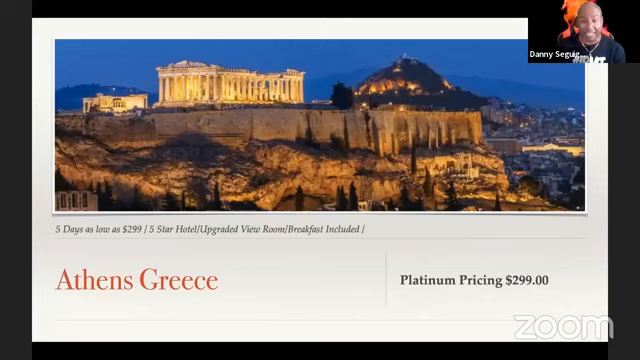 Danny Seguig
5 Days as low as $299 / 5 Star Hotel/Upgraded View Room/Breakfast Included /
Athens Greece
Platinum Pricing $299.00
zoom